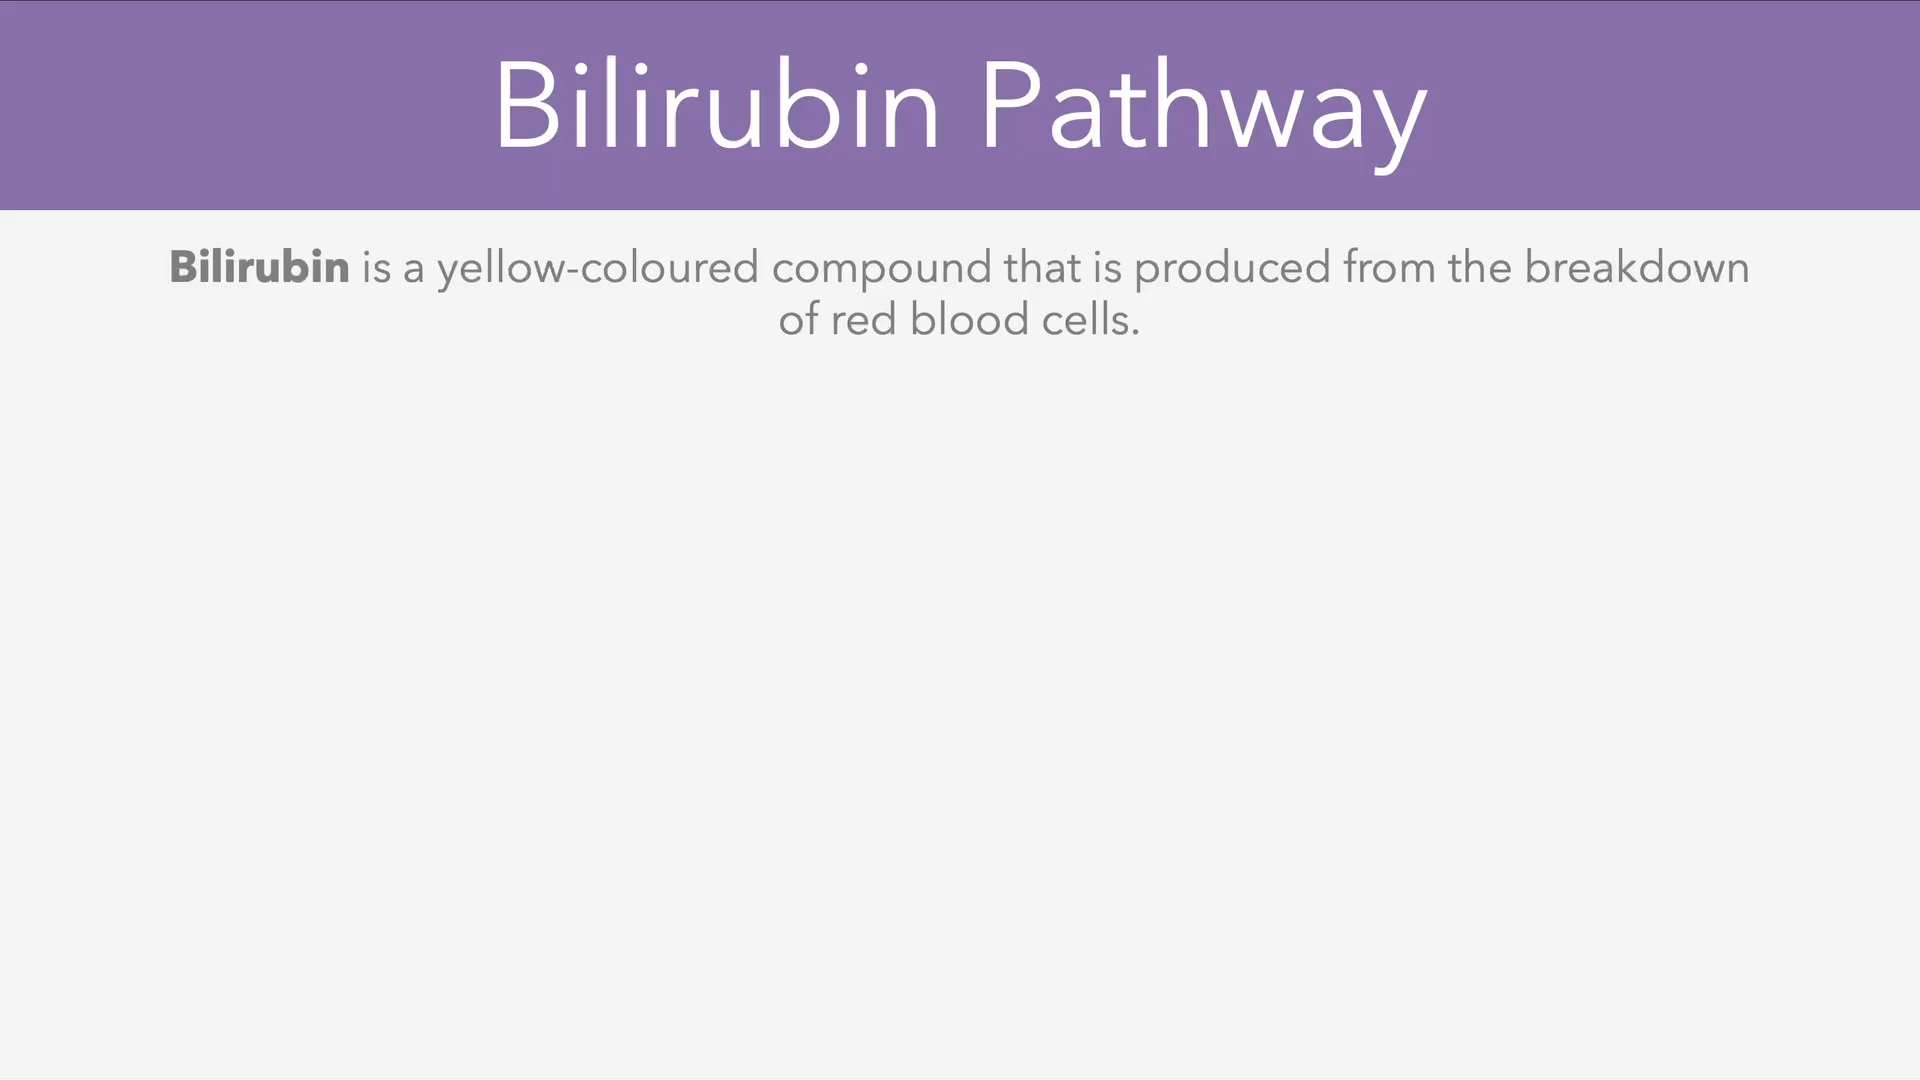 Bilirubin Pathway
Bilirubin is a yellow-coloured compound that is produced from the breakdown
of red blood cells.